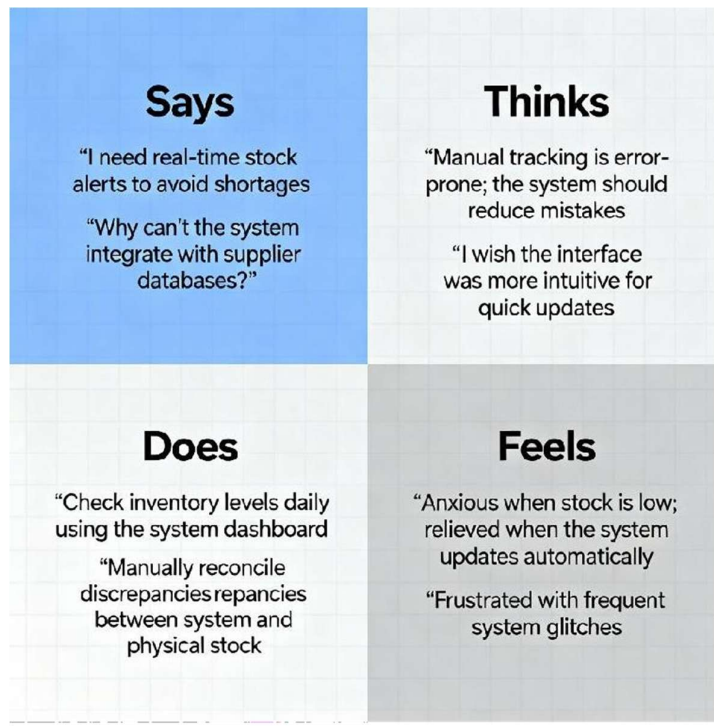 Says
“I need real-time stock
alerts to avoid shortages
“Why can’t the system
integrate with supplier
databases?”
Thinks
“Manual tracking is error-
prone; the system should
reduce mistakes
“I wish the interface
was more intuitive for
quick updates
Does
“Check inventory levels daily
using the system dashboard
“Manually reconcile
discrepanciesrepancies
between system and
physical stock
Feels
“Anxious when stock is low;
relieved when the system
updates automatically
“Frustrated with frequent
system glitches